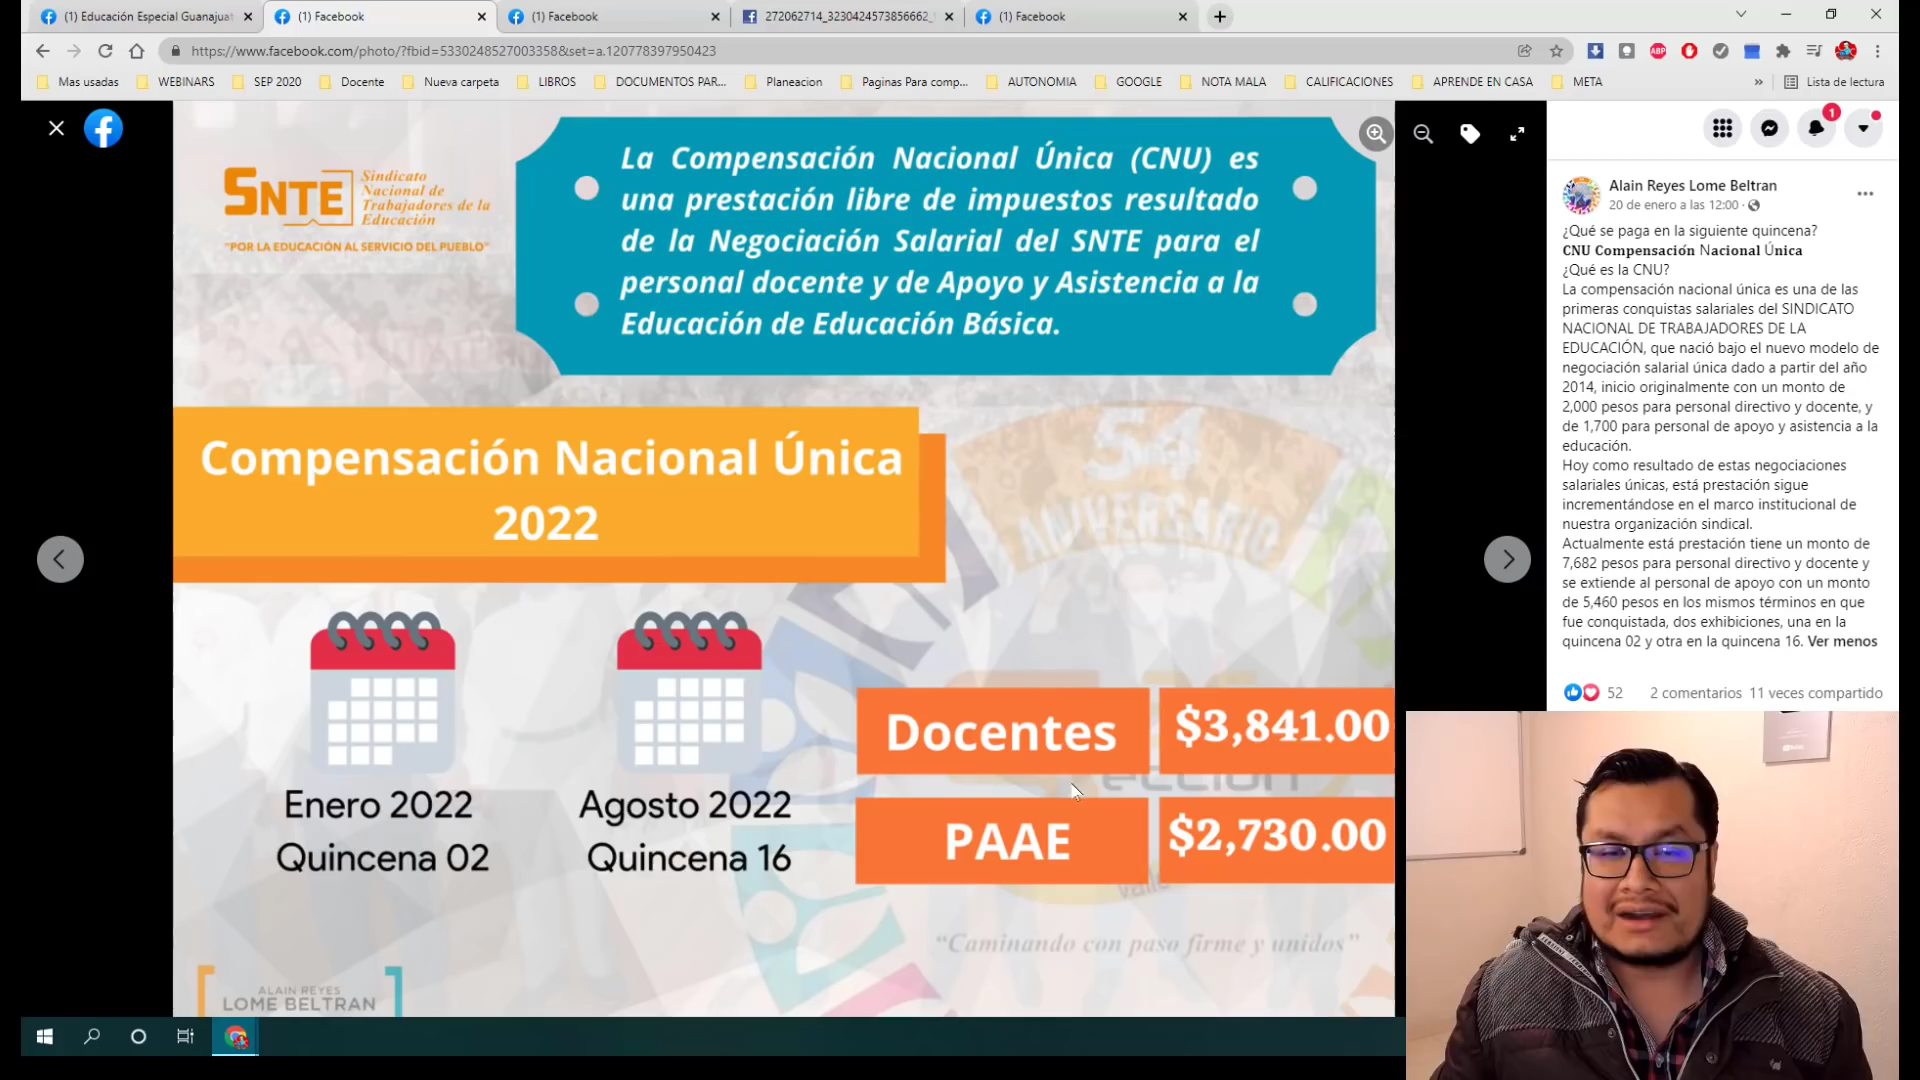 (1) Educación Especial Guanajuat
(1) Facebook
(1) Facebook
272062714_3230424573856662_
(1) Facebook
https://www.facebook.com/photo/?fbid=5330248527003358&set=a.120778397950423
ABP
Mas usadas
WEBINARS
SEP 2020
Docente
Nueva carpeta
LIBROS
DOCUMENTOS PAR...
Planeacion
Paginas Para comp...
AUTONOMIA
GOOGLE
NOTA MALA
CALIFICACIONES
APRENDE EN CASA
META
»
Lista de lectura
SNTE
Sindicato
Nacional de
Trabajadores de la
Educación
"POR LA EDUCACIÓN AL SERVICIO DEL PUEBLO"
La Compensación Nacional Única (CNU) es
una prestación libre de impuestos resultado
de la Negociación Salarial del SNTE para el
personal docente y de Apoyo y Asistencia a la
Educación de Educación Básica.
54
ANIVERSARIO
Compensación Nacional Única
2022
Enero 2022
Quincena 02
Agosto 2022
Quincena 16
Docentes
$3,841.00
PAAE
$2,730.00
"Caminando con paso firme y unidos"
ALAIN REYES
LOME BELTRAN
1
Alain Reyes Lome Beltran
20 de enero a las 12:00 ·
¿Qué se paga en la siguiente quincena?
CNU Compensación Nacional Única
¿Qué es la CNU?
La compensación nacional única es una de las
primeras conquistas salariales del SINDICATO
NACIONAL DE TRABAJADORES DE LA
EDUCACIÓN, que nació bajo el nuevo modelo de
negociación salarial única dado a partir del año
2014, inicio originalmente con un monto de
2,000 pesos para personal directivo y docente, y
de 1,700 para personal de apoyo y asistencia a la
educación.
Hoy como resultado de estas negociaciones
salariales únicas, está prestación sigue
incrementándose en el marco institucional de
nuestra organización sindical.
Actualmente está prestación tiene un monto de
7,682 pesos para personal directivo y docente y
se extiende al personal de apoyo con un monto
de 5,460 pesos en los mismos términos en que
fue conquistada, dos exhibiciones, una en la
quincena 02 y otra en la quincena 16. Ver menos
52
2 comentarios 11 veces compartido